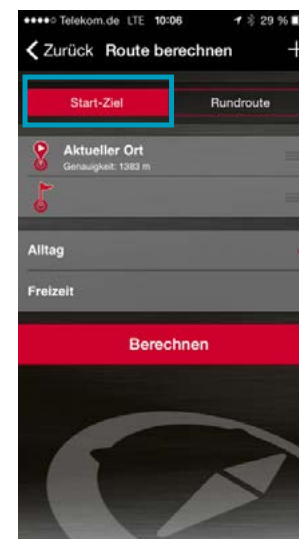 ●●●●○ Telekom.de LTE 10:06 29 %
Zurück Route berechnen +
Start-Ziel Rundroute
Aktueller Ort
Genauigkeit: 1383 m
Alltag
Freizeit
Berechnen